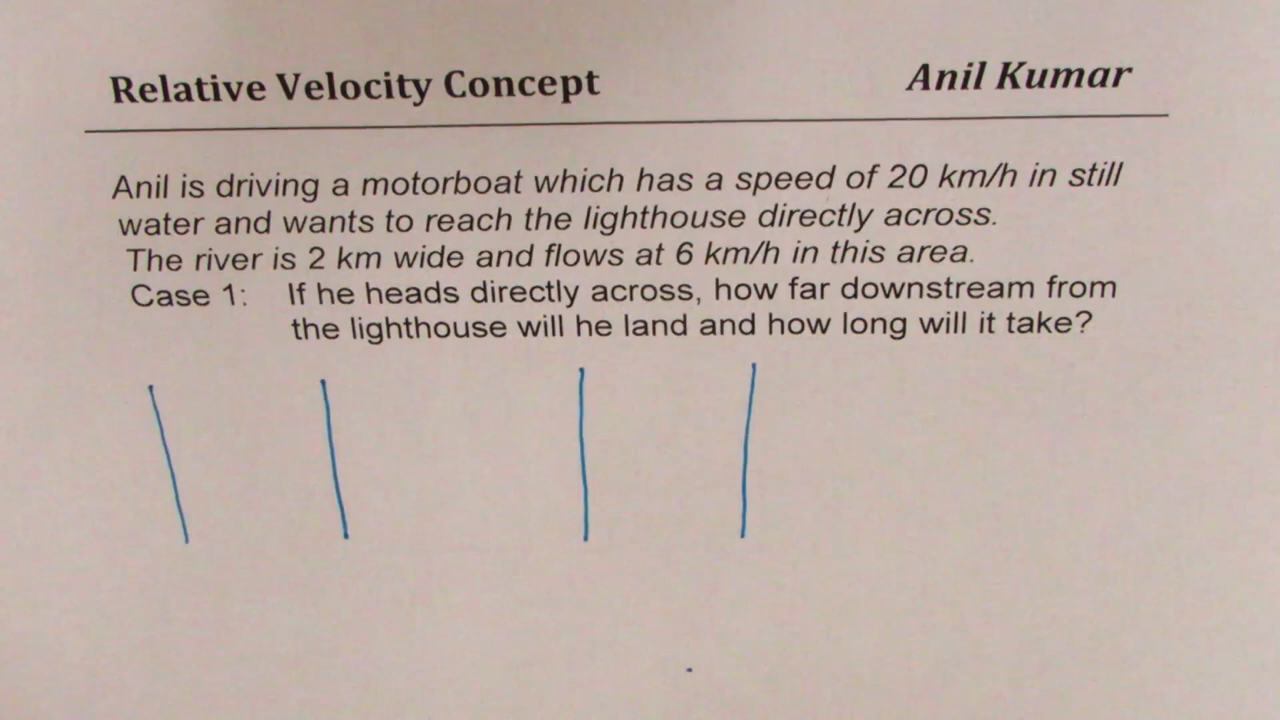 Relative Velocity Concept Anil Kumar
Anil is driving a motorboat which has a speed of 20 km/h in still
water and wants to reach the lighthouse directly across.
The river is 2 km wide and flows at 6 km/h in this area.
Case 1: If he heads directly across, how far downstream from
the lighthouse will he land and how long will it take?